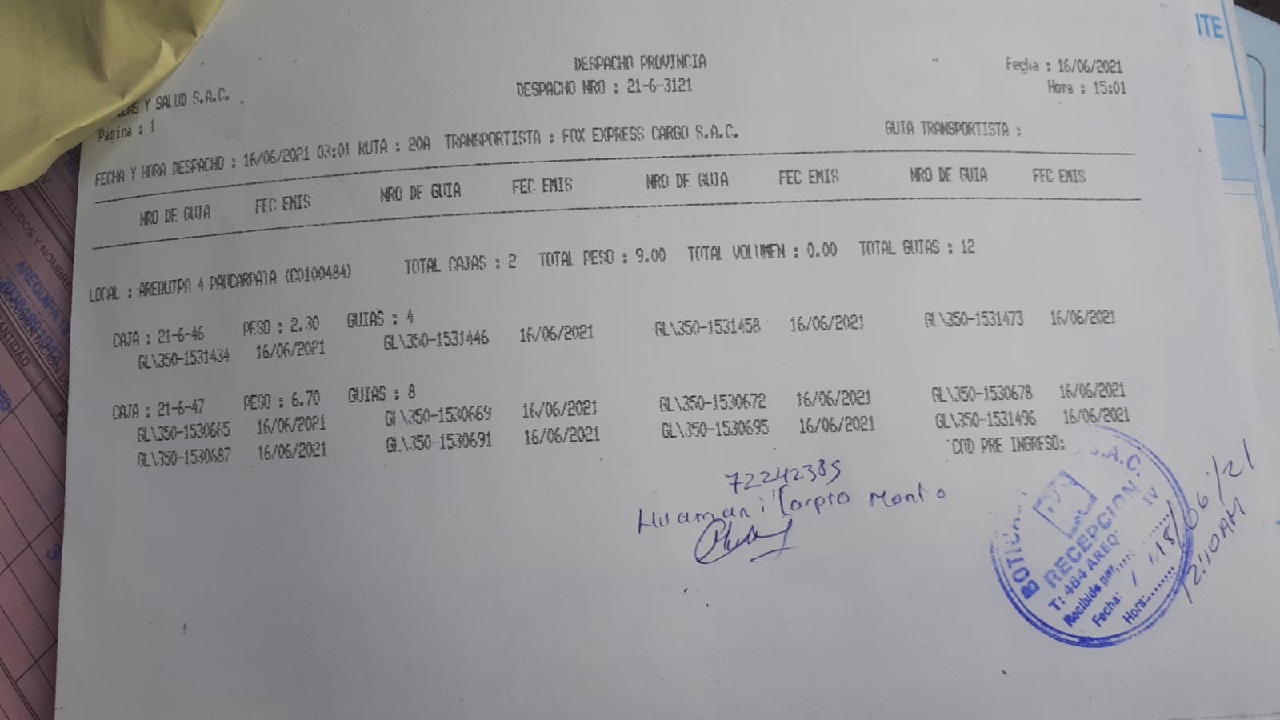 DESPACHO PROVINCIA
DESPACHO NRO : 21-6-3121
Fecha : 16/06/2021
Hora : 15:01
Y SALUD S.A.C.
Pagina : 1
FECHA Y HORA DESPACHO : 16/06/2021 03:01 RUTA : 20A TRANSPORTISTA : FOX EXPRESS CARGO S.A.C. GUIA TRANSPORTISTA :
NRO DE GUIA FEC EMIS NRO DE GUIA FEC EMIS NRO DE GUIA FEC EMIS NRO DE GUIA FEC EMIS
LOCAL : AREQUIPA 4 PAUCARPATA (CO100484) TOTAL CAJAS : 2 TOTAL PESO : 9.00 TOTAL VOLUMEN : 0.00 TOTAL GUIAS : 12
CAJA : 21-6-46 PESO : 2.30 GUIAS : 4
GL\350-1531434 16/06/2021 GL\350-1531446 16/06/2021 GL\350-1531458 16/06/2021 GL\350-1531473 16/06/2021
CAJA : 21-6-47 PESO : 6.70 GUIAS : 8
GL\350-1530665 16/06/2021 GL\350-1530669 16/06/2021 GL\350-1530672 16/06/2021 GL\350-1530678 16/06/2021
GL\350-1530687 16/06/2021 GL\350-1530691 16/06/2021 GL\350-1530695 16/06/2021 GL\350-1531496 16/06/2021
COD PRE INGRESO:
72242385
Huamani
RECEPCION
T: 484
Recibido por
Fecha: 18/06/21
Hora: 12:10AM
ITE